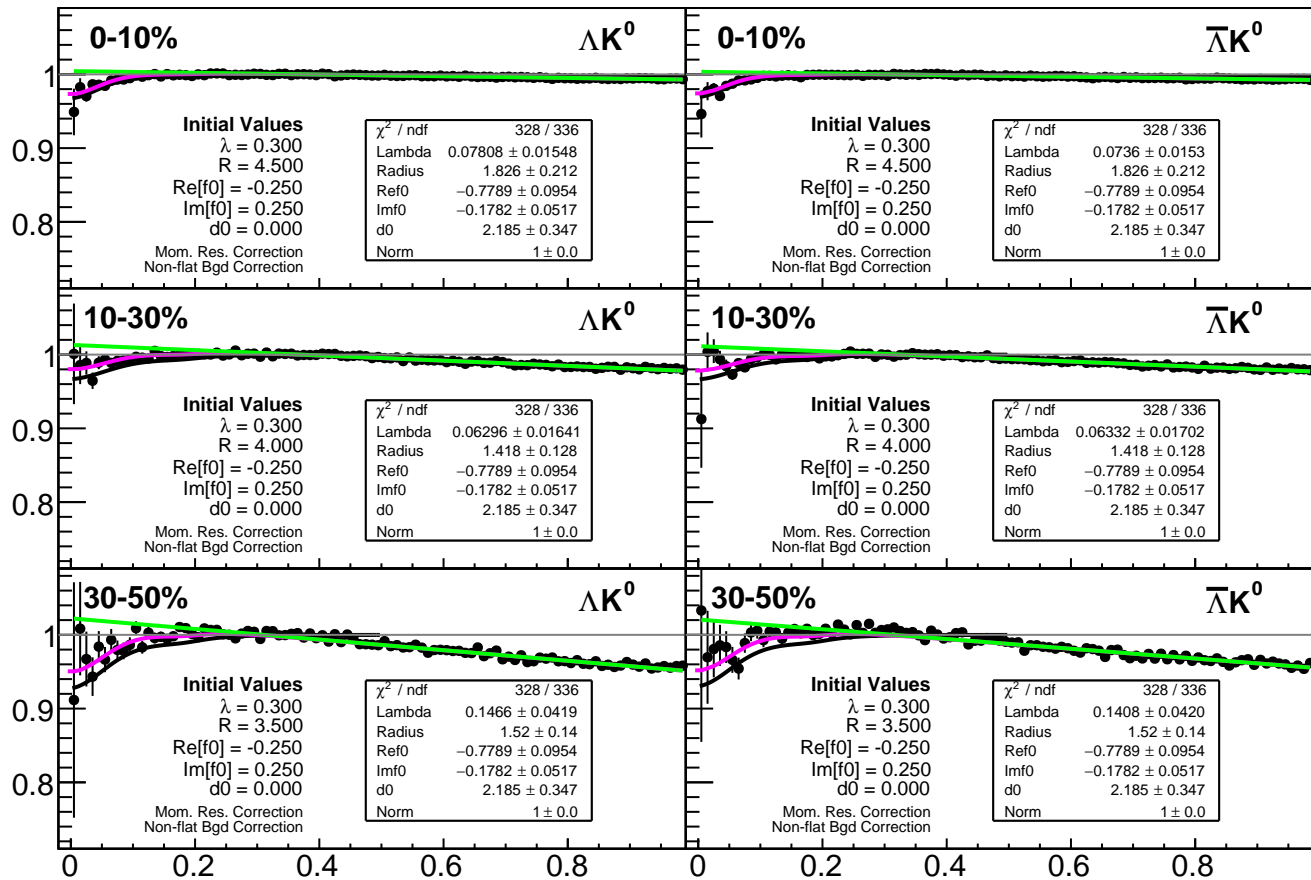 0-10% ΛK⁰
1
0.9
0.8
Initial Values
λ = 0.300
R = 4.500
Re[f0] = -0.250
Im[f0] = 0.250
d0 = 0.000
Mom. Res. Correction
Non-flat Bgd Correction
χ² / ndf 328 / 336
Lambda 0.07808 ± 0.01548
Radius 1.826 ± 0.212
Ref0 −0.7789 ± 0.0954
Imf0 −0.1782 ± 0.0517
d0 2.185 ± 0.347
Norm 1 ± 0.0
0-10% Λ̅K⁰
Initial Values
λ = 0.300
R = 4.500
Re[f0] = -0.250
Im[f0] = 0.250
d0 = 0.000
Mom. Res. Correction
Non-flat Bgd Correction
χ² / ndf 328 / 336
Lambda 0.0736 ± 0.0153
Radius 1.826 ± 0.212
Ref0 −0.7789 ± 0.0954
Imf0 −0.1782 ± 0.0517
d0 2.185 ± 0.347
Norm 1 ± 0.0
10-30% ΛK⁰
1
0.9
0.8
Initial Values
λ = 0.300
R = 4.000
Re[f0] = -0.250
Im[f0] = 0.250
d0 = 0.000
Mom. Res. Correction
Non-flat Bgd Correction
χ² / ndf 328 / 336
Lambda 0.06296 ± 0.01641
Radius 1.418 ± 0.128
Ref0 −0.7789 ± 0.0954
Imf0 −0.1782 ± 0.0517
d0 2.185 ± 0.347
Norm 1 ± 0.0
10-30% Λ̅K⁰
Initial Values
λ = 0.300
R = 4.000
Re[f0] = -0.250
Im[f0] = 0.250
d0 = 0.000
Mom. Res. Correction
Non-flat Bgd Correction
χ² / ndf 328 / 336
Lambda 0.06332 ± 0.01702
Radius 1.418 ± 0.128
Ref0 −0.7789 ± 0.0954
Imf0 −0.1782 ± 0.0517
d0 2.185 ± 0.347
Norm 1 ± 0.0
30-50% ΛK⁰
1
0.9
0.8
Initial Values
λ = 0.300
R = 3.500
Re[f0] = -0.250
Im[f0] = 0.250
d0 = 0.000
Mom. Res. Correction
Non-flat Bgd Correction
χ² / ndf 328 / 336
Lambda 0.1466 ± 0.0419
Radius 1.52 ± 0.14
Ref0 −0.7789 ± 0.0954
Imf0 −0.1782 ± 0.0517
d0 2.185 ± 0.347
Norm 1 ± 0.0
30-50% Λ̅K⁰
Initial Values
λ = 0.300
R = 3.500
Re[f0] = -0.250
Im[f0] = 0.250
d0 = 0.000
Mom. Res. Correction
Non-flat Bgd Correction
χ² / ndf 328 / 336
Lambda 0.1408 ± 0.0420
Radius 1.52 ± 0.14
Ref0 −0.7789 ± 0.0954
Imf0 −0.1782 ± 0.0517
d0 2.185 ± 0.347
Norm 1 ± 0.0
0 0.2 0.4 0.6 0.8 0 0.2 0.4 0.6 0.8